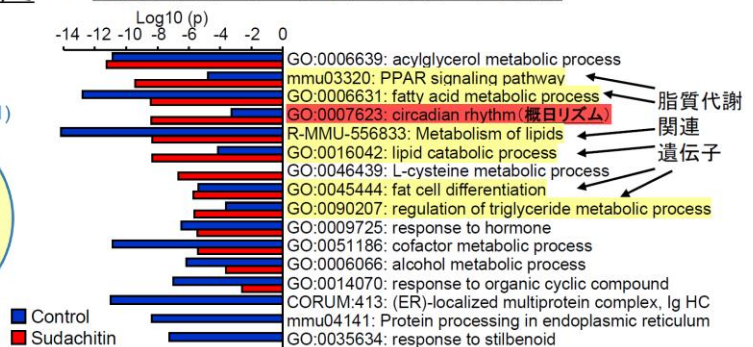 Log10 (p)
-14 -12 -10 -8 -6 -4 -2 0
GO:0006639: acylglycerol metabolic process
mmu03320: PPAR signaling pathway
GO:0006631: fatty acid metabolic process
GO:0007623: circadian rhythm(概日リズム)
R-MMU-556833: Metabolism of lipids
GO:0016042: lipid catabolic process
GO:0046439: L-cysteine metabolic process
GO:0045444: fat cell differentiation
GO:0090207: regulation of triglyceride metabolic process
GO:0009725: response to hormone
GO:0051186: cofactor metabolic process
GO:0006066: alcohol metabolic process
GO:0014070: response to organic cyclic compound
CORUM:413: (ER)-localized multiprotein complex, Ig HC
mmu04141: Protein processing in endoplasmic reticulum
GO:0035634: response to stilbenoid
脂質代謝
関連
遺伝子
Control
Sudachitin